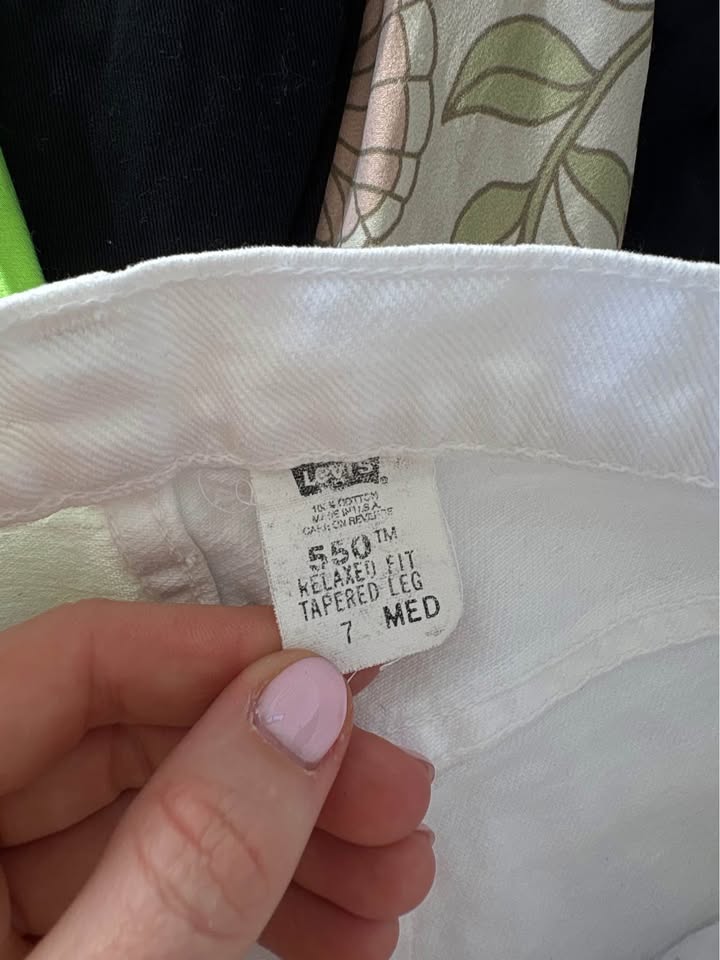 Levi's®
100% COTTON
MADE IN U.S.A.
CARE ON REVERSE
550™
RELAXED FIT
TAPERED LEG
7 MED